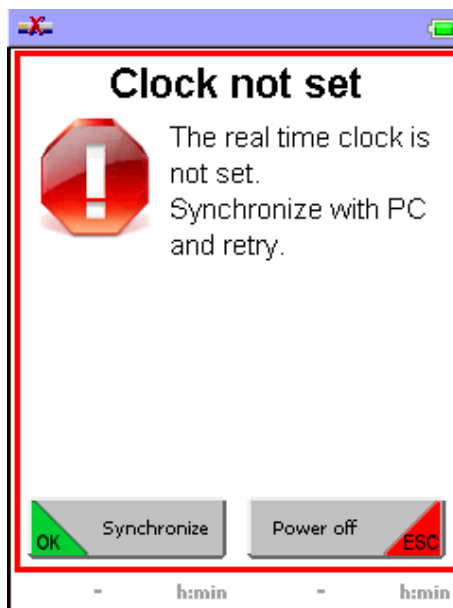 Clock not set
The real time clock is
not set.
Synchronize with PC
and retry.
OK Synchronize Power off ESC
- h:min - h:min